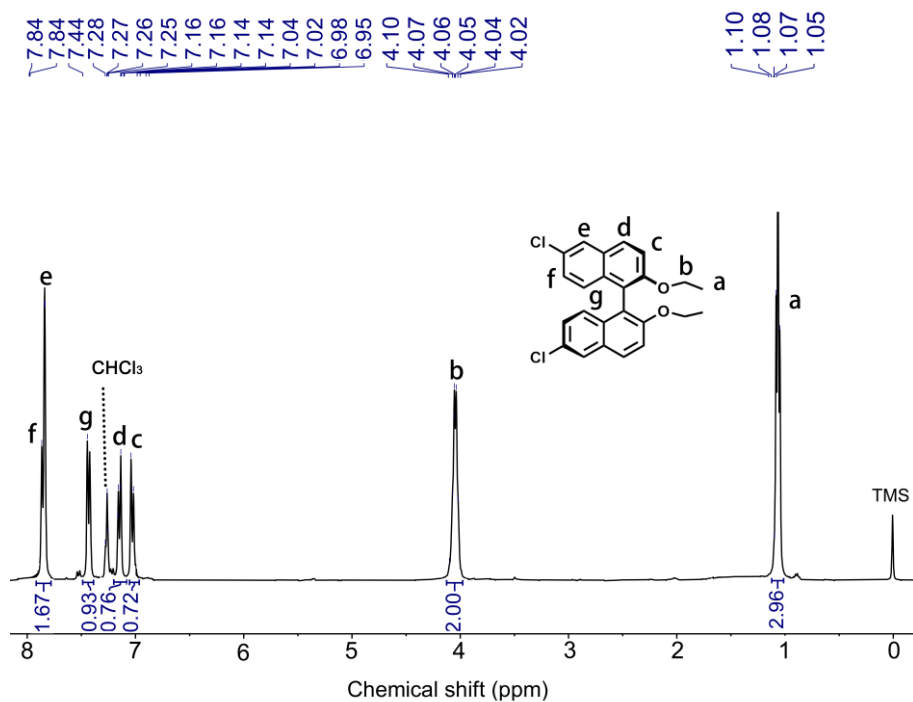 7.84 7.84 7.44 7.28 7.27 7.26 7.25 7.16 7.16 7.14 7.14 7.04 7.02 6.98 6.95 4.10 4.07 4.06 4.05 4.04 4.02 1.10 1.08 1.07 1.05
Cl e d c b a
f O
g O
Cl
e
CHCl₃
f g d c b a
TMS
1.67 0.93 0.76 0.72 2.00 2.96
8 7 6 5 4 3 2 1 0
Chemical shift (ppm)